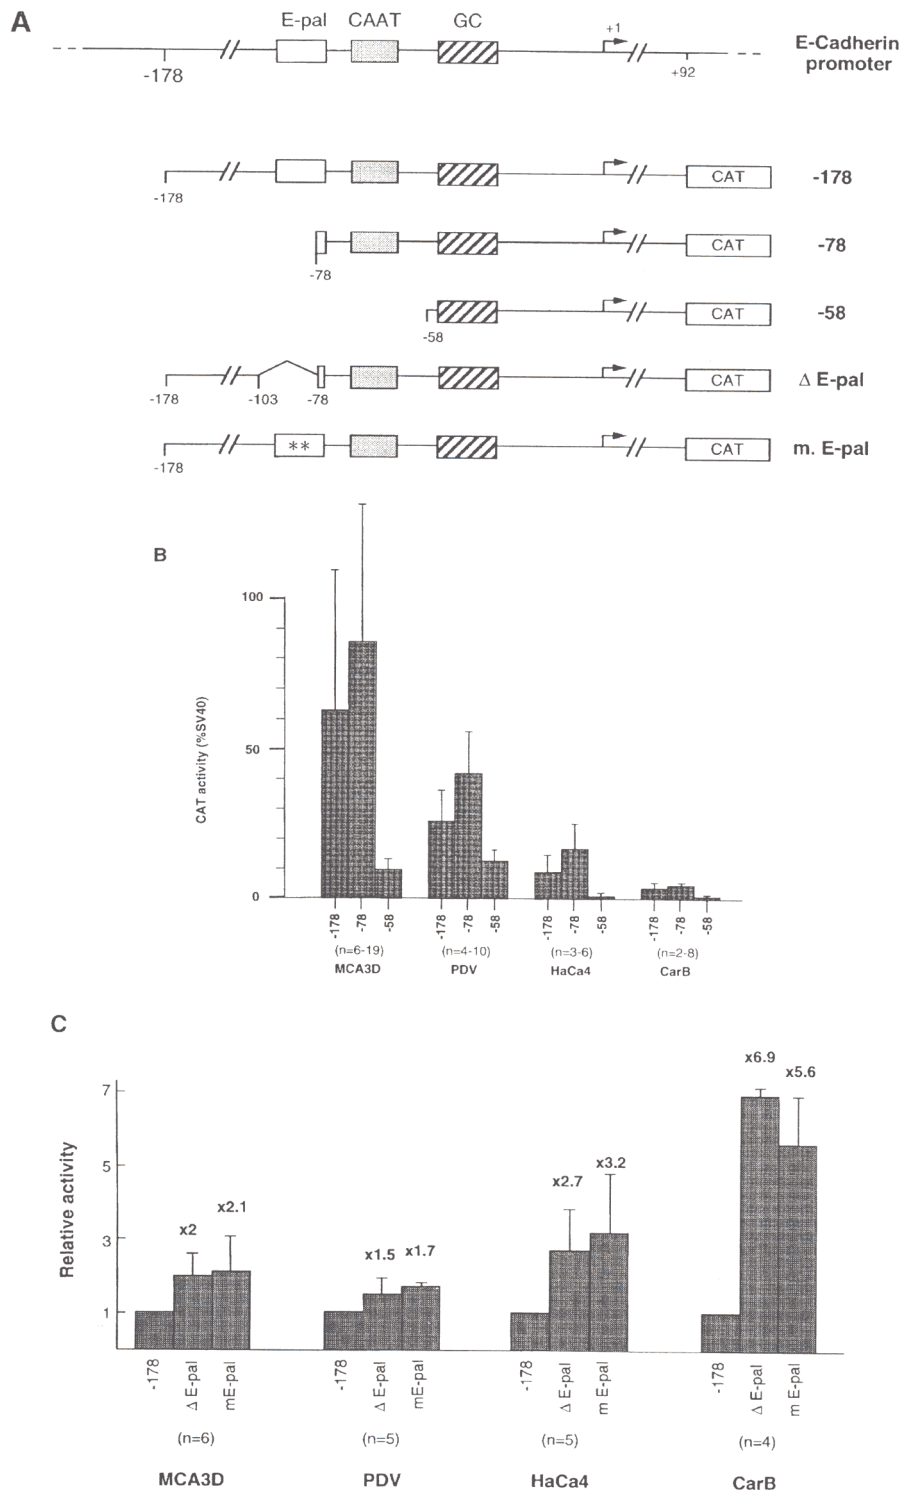 A
E-pal CAAT GC
+1
E-Cadherin
promoter
-178
+92
CAT
-178
-178
CAT
-78
-78
CAT
-58
-58
CAT
Δ E-pal
-178 -103 -78
**
CAT
m. E-pal
-178
B
100
50
0
CAT activity (%SV40)
-178 -78 -58 -178 -78 -58 -178 -78 -58 -178 -78 -58
(n=6-19) (n=4-10) (n=3-6) (n=2-8)
MCA3D PDV HaCa4 CarB
C
x6.9
x5.6
7
5
3
1
Relative activity
x2 x2.1
x1.5 x1.7
x2.7 x3.2
-178 Δ E-pal mE-pal -178 Δ E-pal mE-pal -178 Δ E-pal m E-pal -178 Δ E-pal m E-pal
(n=6) (n=5) (n=5) (n=4)
MCA3D PDV HaCa4 CarB